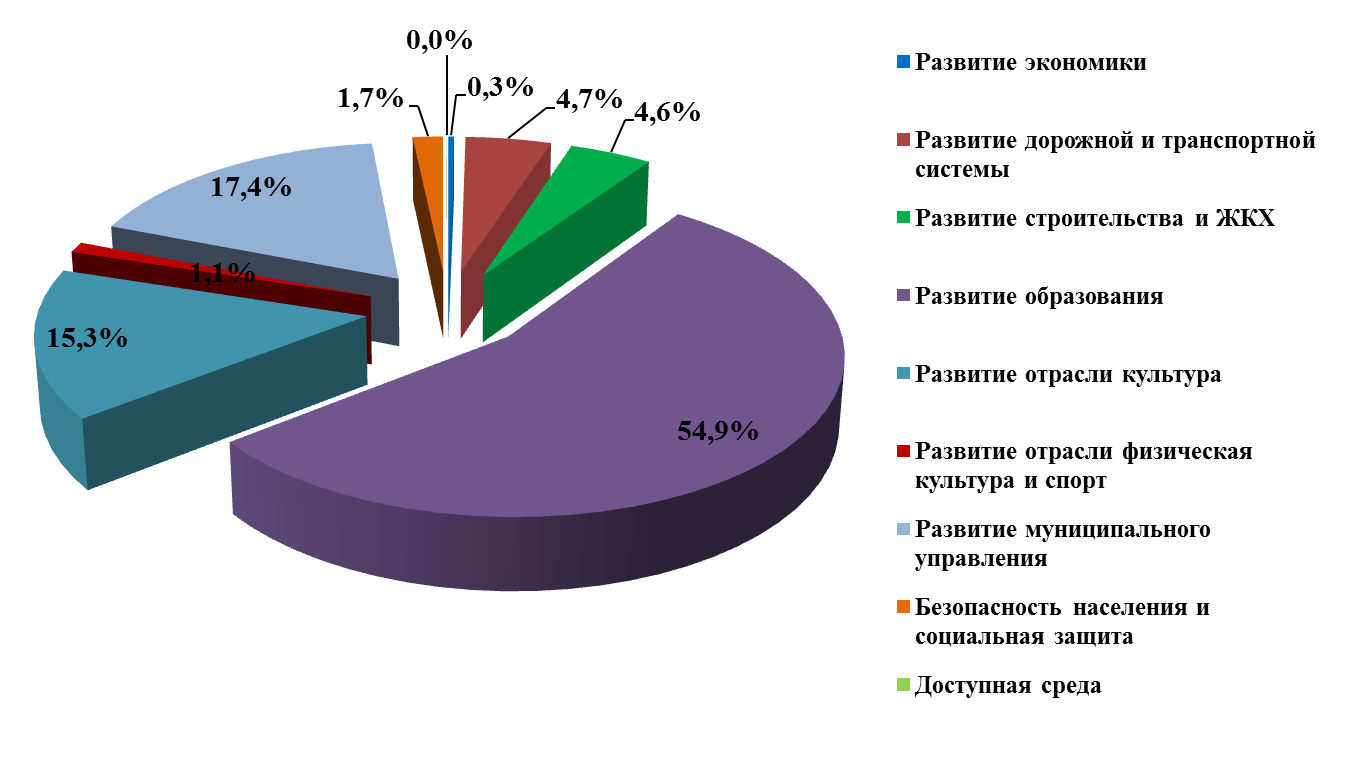 0,0%
1,7%
0,3%
4,7%
4,6%
17,4%
1,1%
15,3%
54,9%
Развитие экономики
Развитие дорожной и транспортной
системы
Развитие строительства и ЖКХ
Развитие образования
Развитие отрасли культура
Развитие отрасли физическая
культура и спорт
Развитие муниципального
управления
Безопасность населения и
социальная защита
Доступная среда